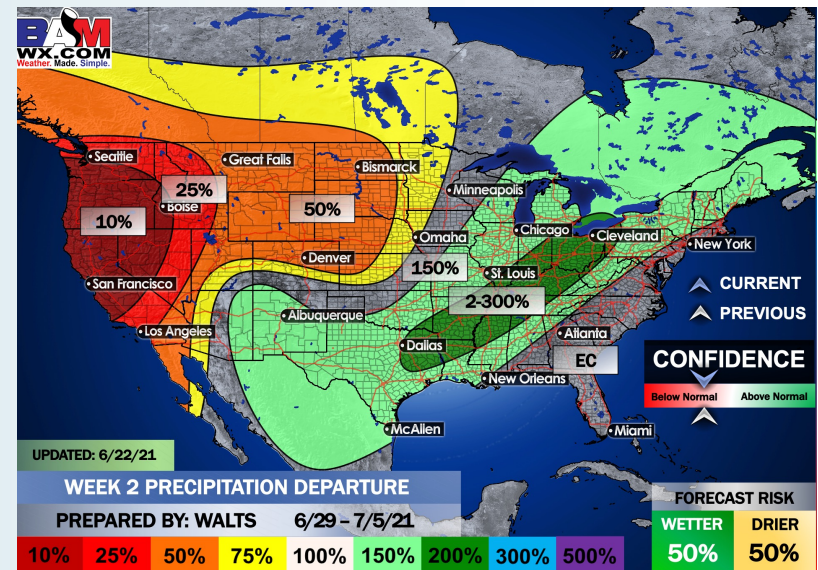 BAM
WX.COM
Weather. Made. Simple.
Seattle
Great Falls
Bismarck
Minneapolis
25%
Boise
10%
50%
Omaha
Chicago
Cleveland
New York
Denver
150%
St. Louis
San Francisco
2-300%
Albuquerque
Los Angeles
Dallas
Atlanta
EC
New Orleans
McAllen
Miami
CURRENT
PREVIOUS
CONFIDENCE
Below Normal Above Normal
UPDATED: 6/22/21
WEEK 2 PRECIPITATION DEPARTURE
PREPARED BY: WALTS 6/29 – 7/5/21
FORECAST RISK
WETTER DRIER
50% 50%
10% 25% 50% 75% 100% 150% 200% 300% 500%